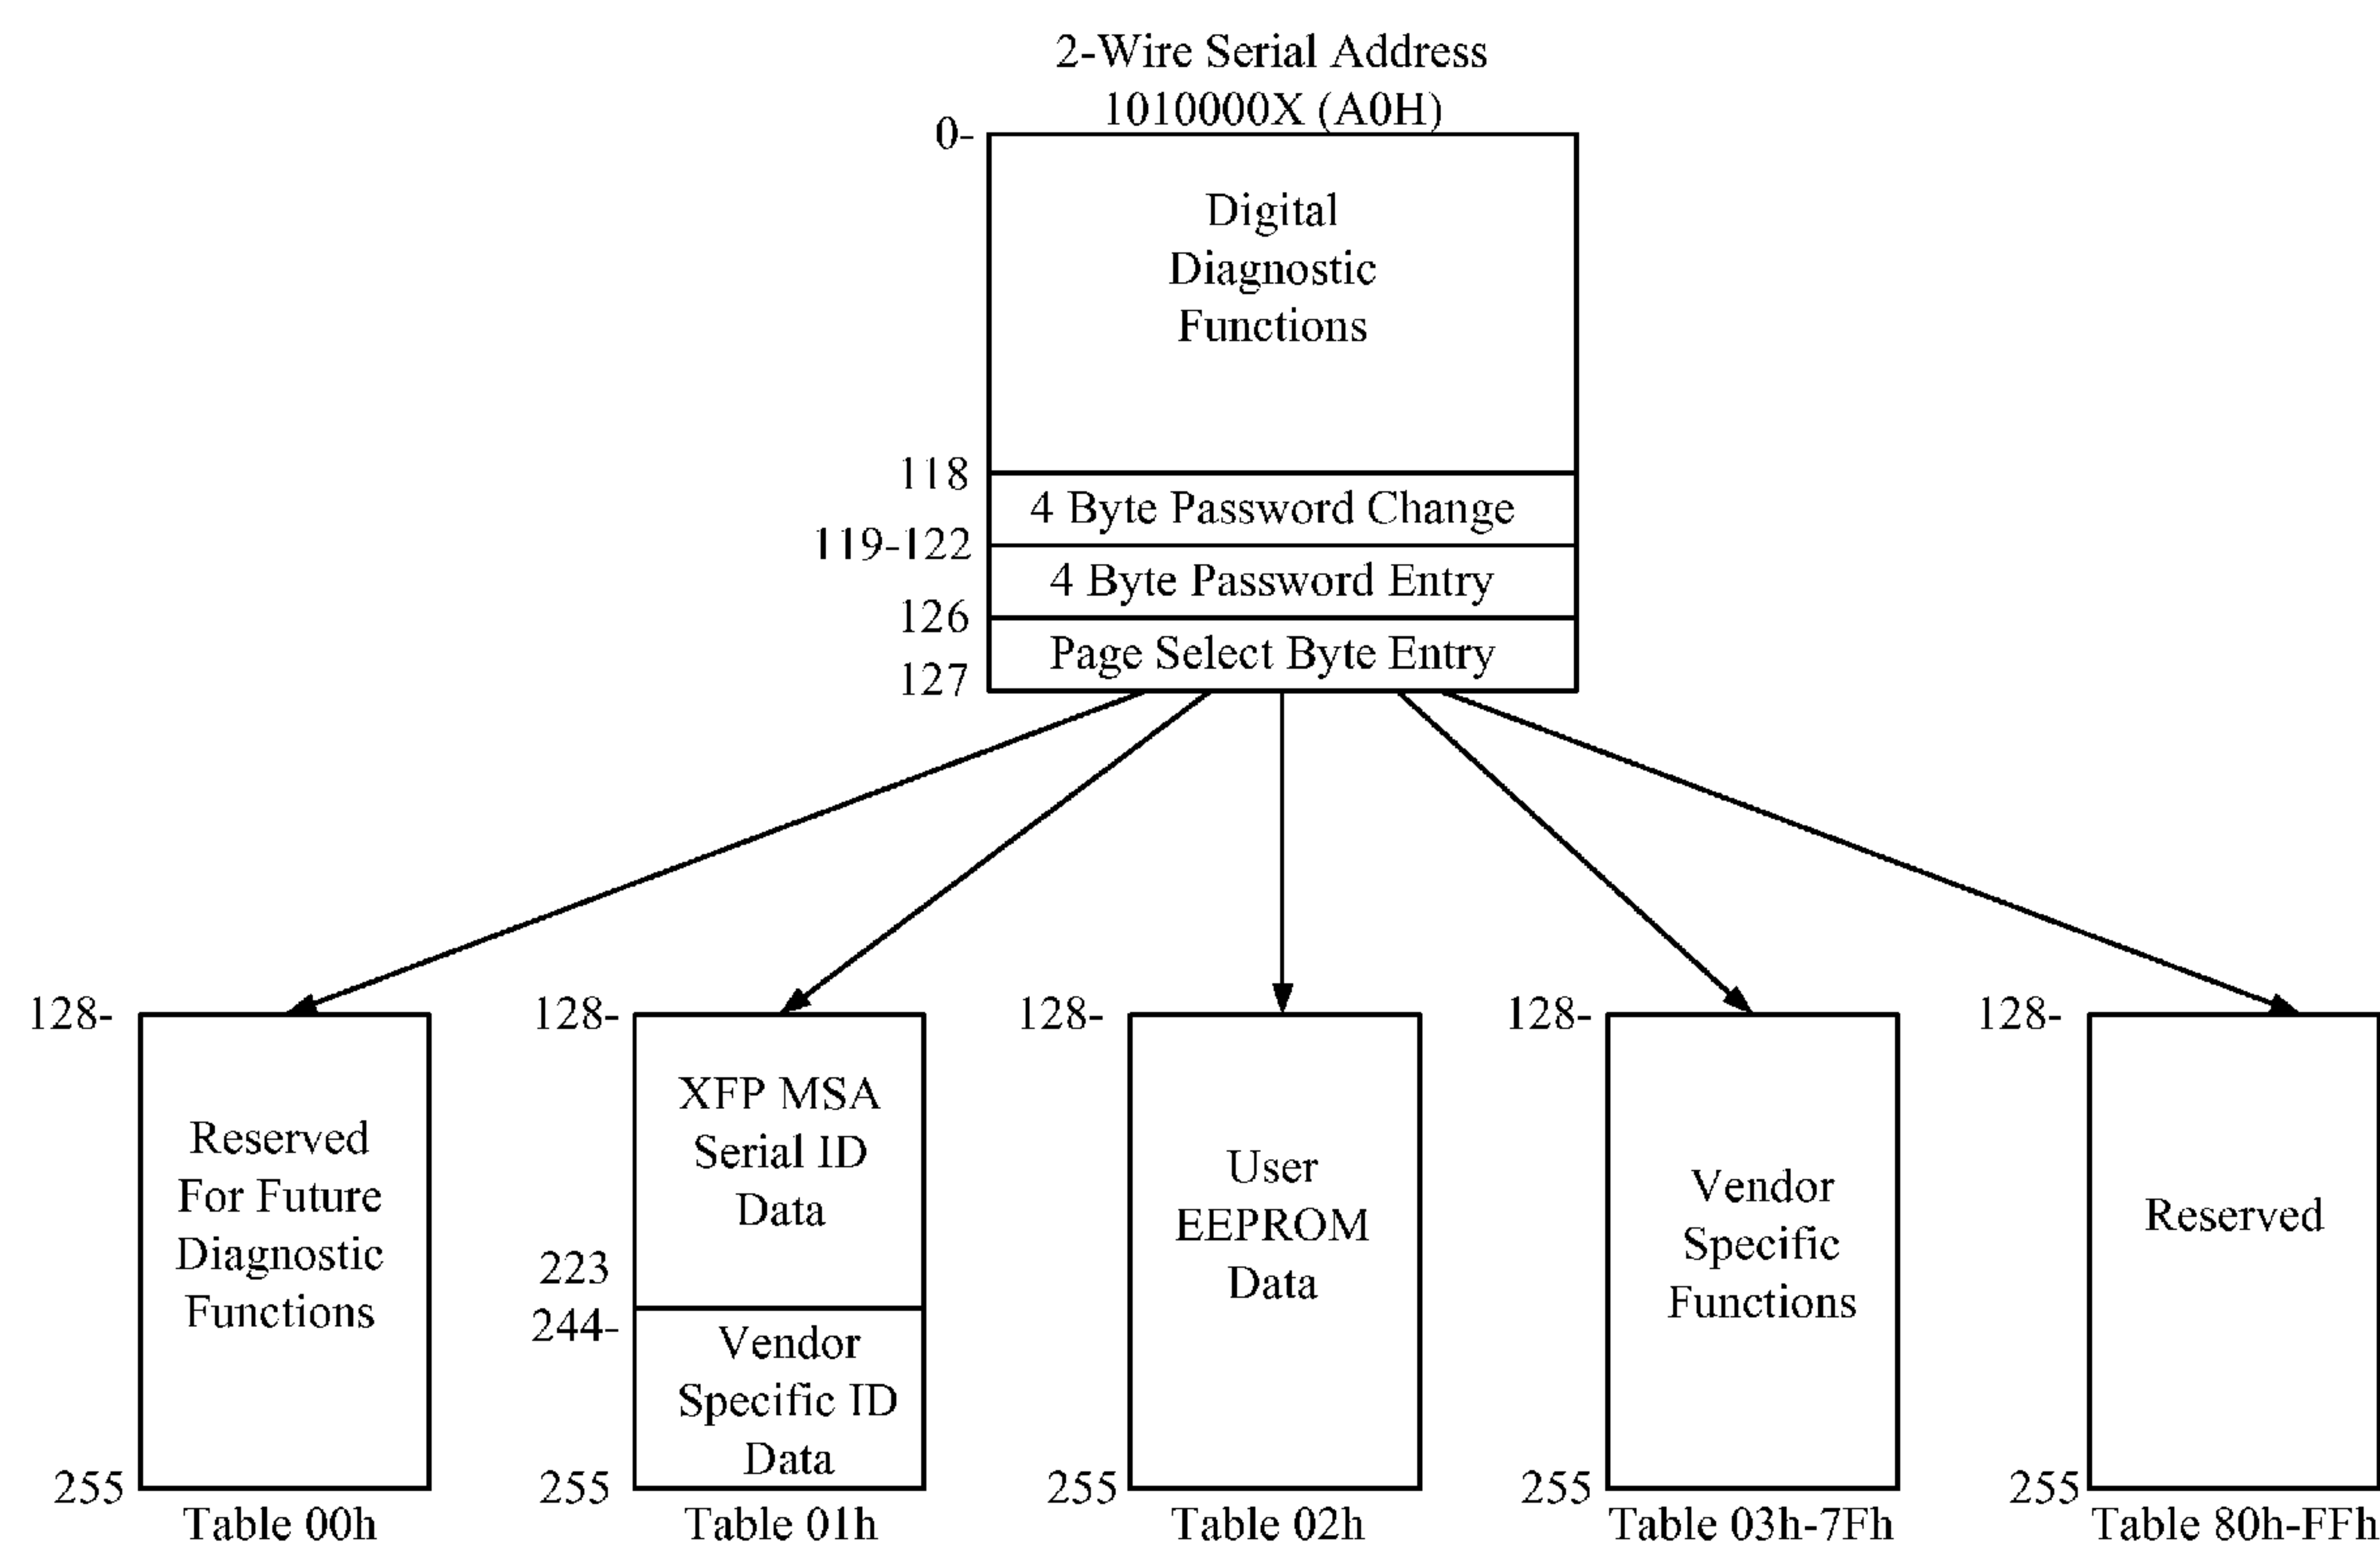 2-Wire Serial Address
1010000X (A0H)
0-
Digital
Diagnostic
Functions
118
4 Byte Password Change
119-122
4 Byte Password Entry
126
Page Select Byte Entry
127
128-
Reserved
For Future
Diagnostic
Functions
255
Table 00h
128-
XFP MSA
Serial ID
Data
223
244-
Vendor
Specific ID
Data
255
Table 01h
128-
User
EEPROM
Data
255
Table 02h
128-
Vendor
Specific
Functions
255
Table 03h-7Fh
128-
Reserved
255
Table 80h-FFh